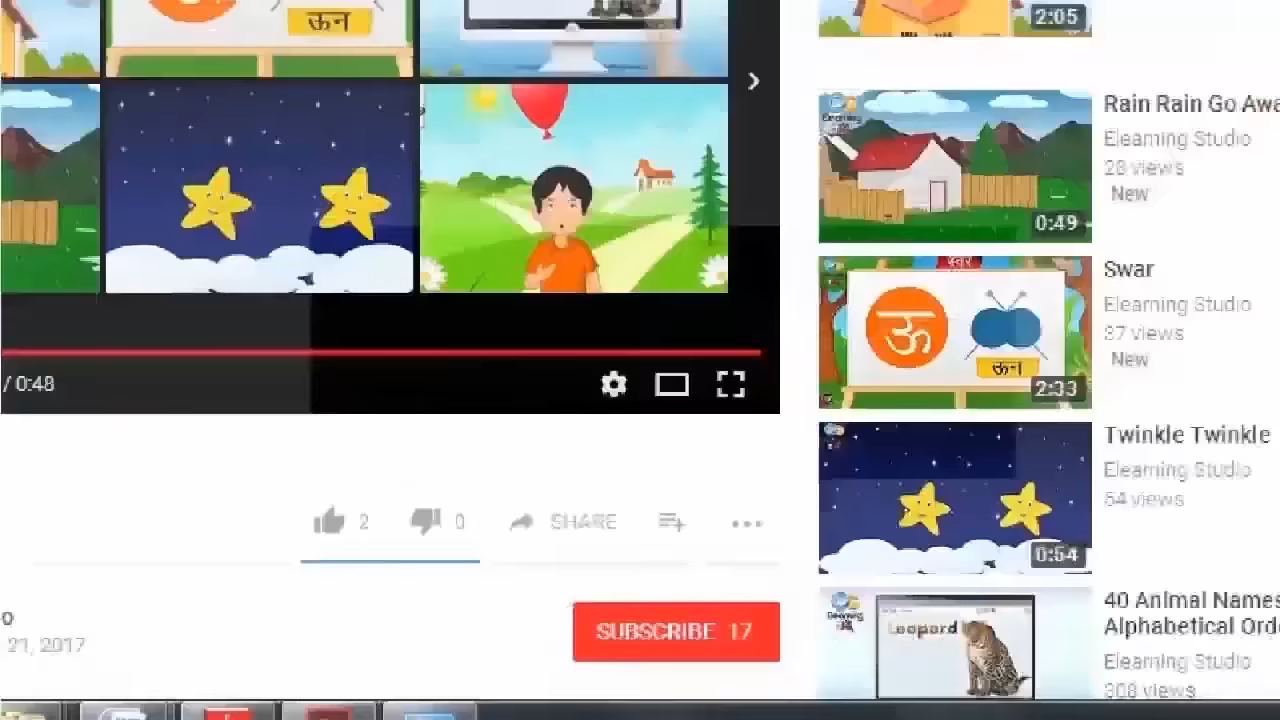 ऊन
2:05
/ 0:48
2
0
SHARE
21, 2017
SUBSCRIBE 17
Rain Rain Go Awa
Elearning Studio
28 views
New
0:49
Swar
Elearning Studio
37 views
New
स्वर
ऊ
ऊन
2:33
Twinkle Twinkle
Elearning Studio
54 views
0:54
40 Animal Names
Alphabetical Orde
Elearning Studio
308 views
Leopard